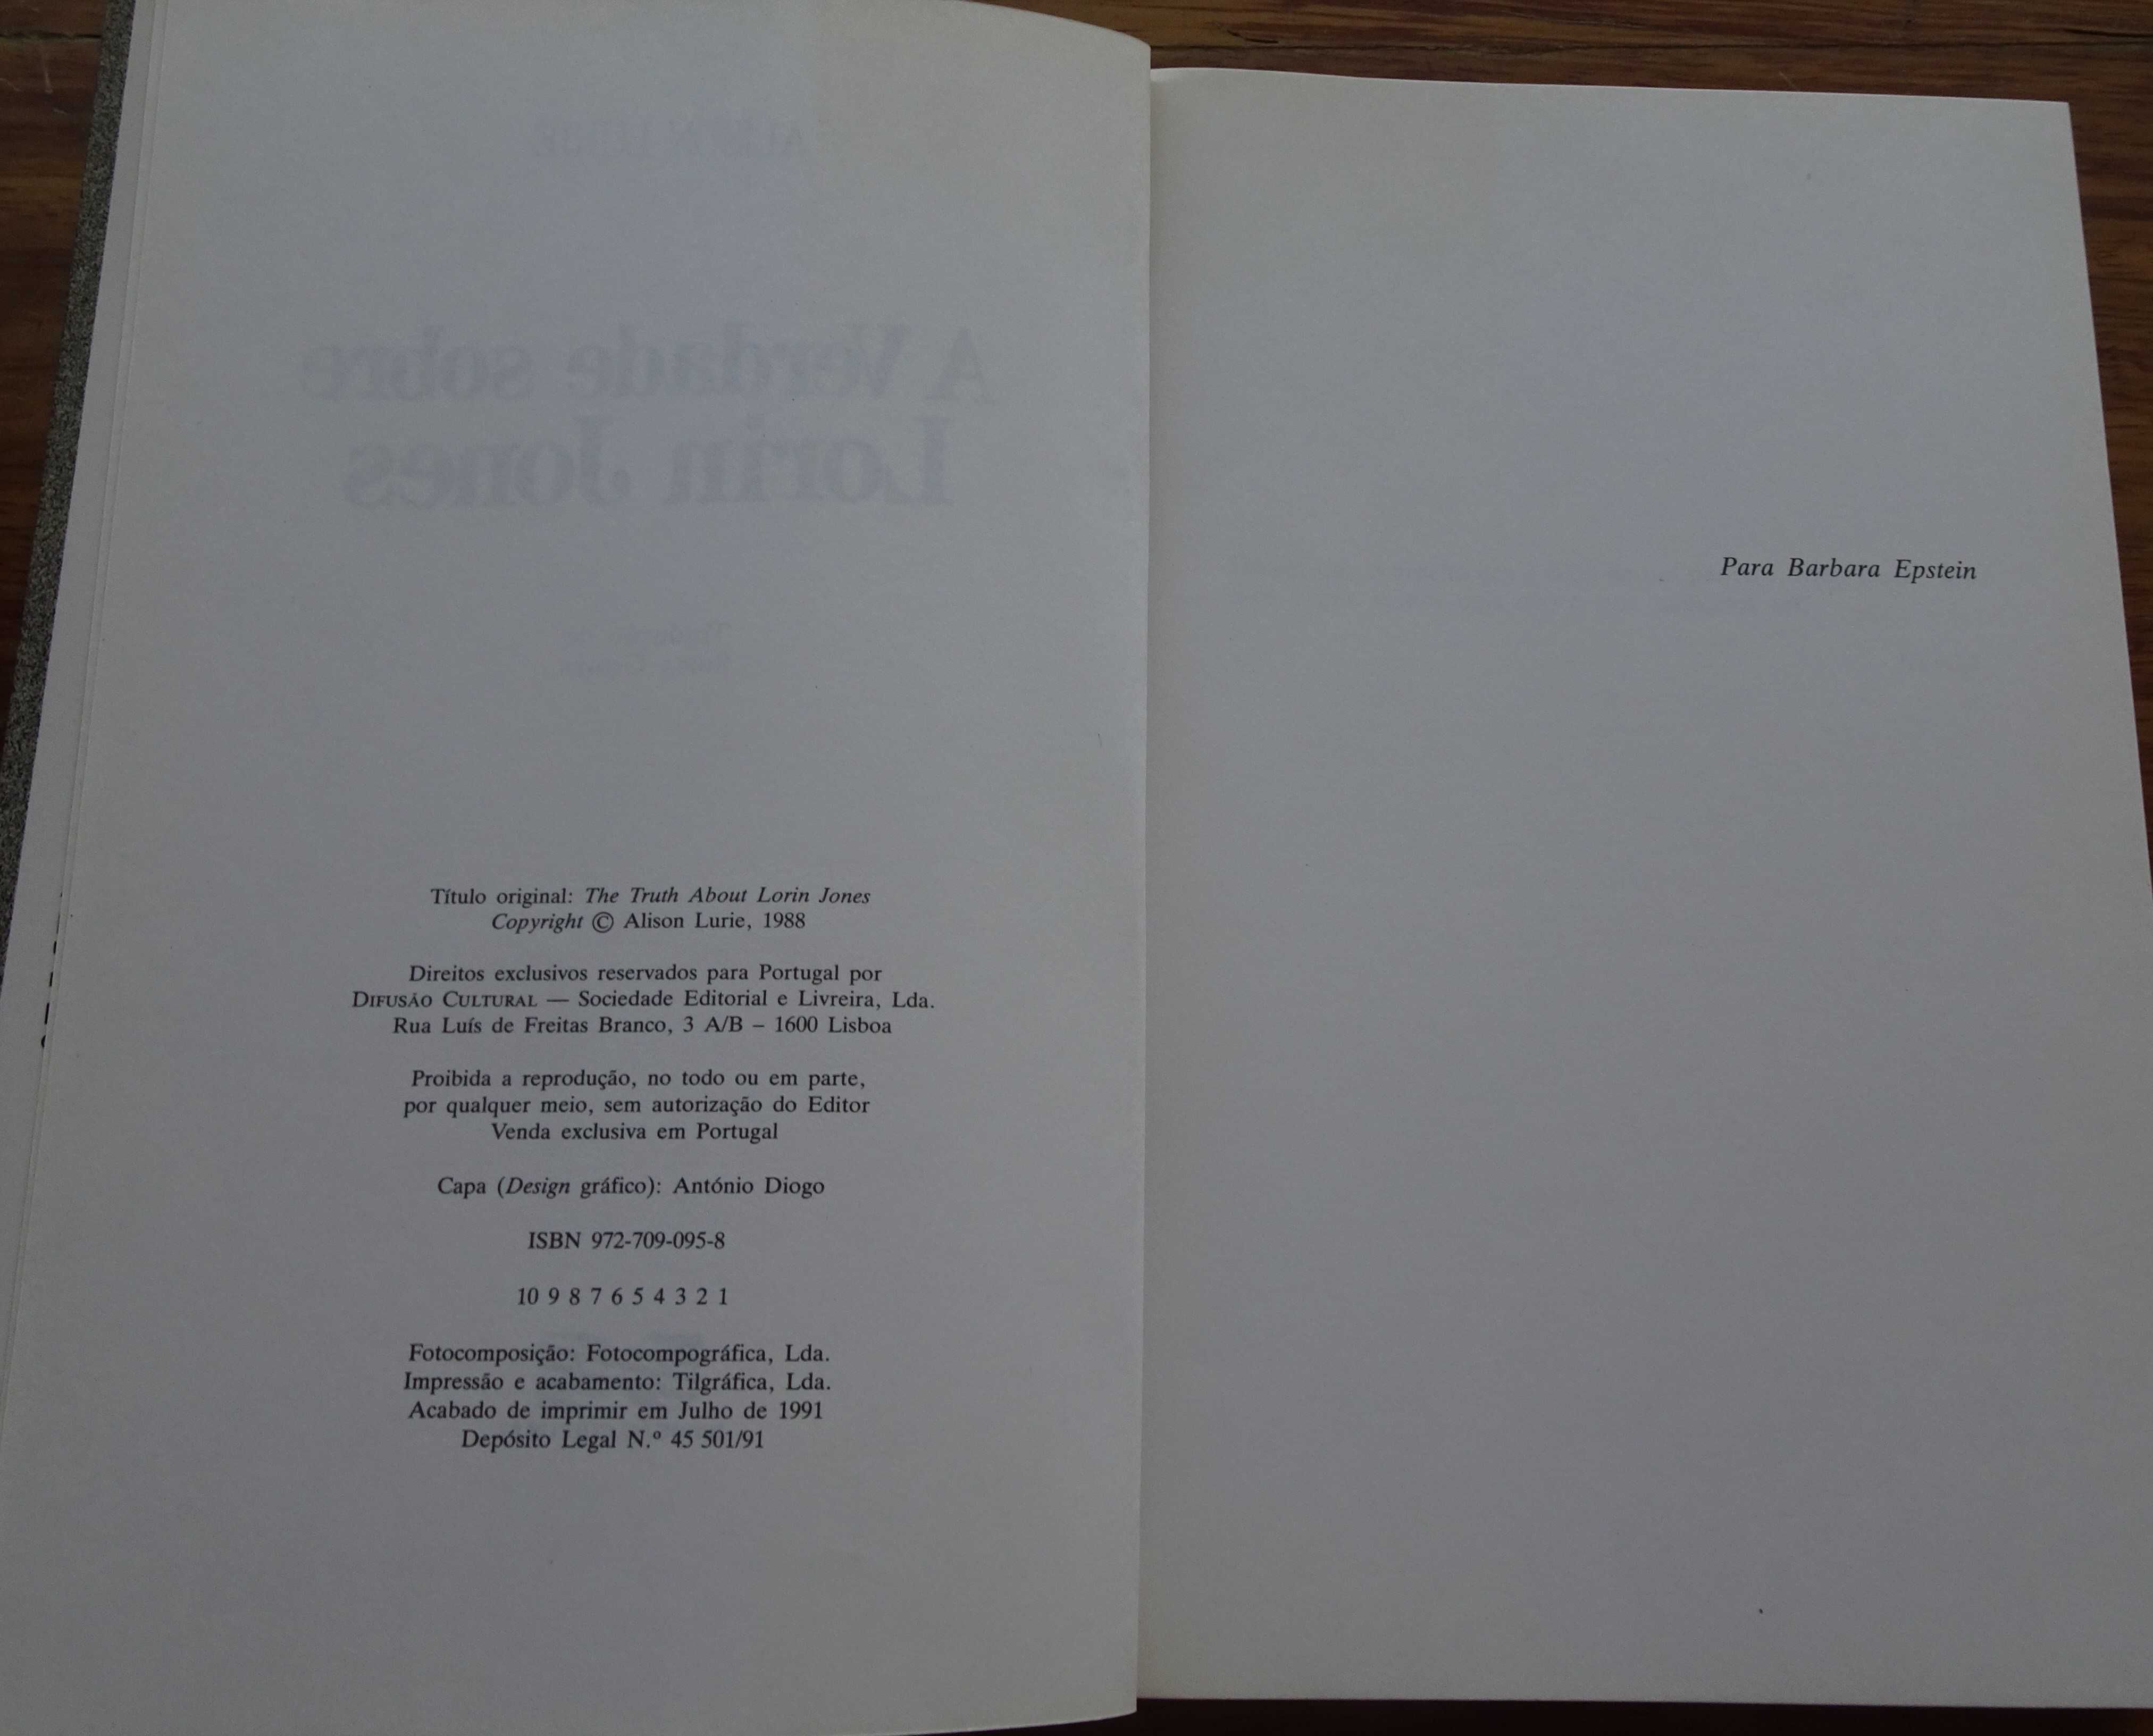 A Verdade sobre
Lorin Jones
Título original: The Truth About Lorin Jones
Copyright © Alison Lurie, 1988
Direitos exclusivos reservados para Portugal por
DIFUSÃO CULTURAL — Sociedade Editorial e Livreira, Lda.
Rua Luís de Freitas Branco, 3 A/B – 1600 Lisboa
Proibida a reprodução, no todo ou em parte,
por qualquer meio, sem autorização do Editor
Venda exclusiva em Portugal
Capa (Design gráfico): António Diogo
ISBN 972-709-095-8
10 9 8 7 6 5 4 3 2 1
Fotocomposição: Fotocompográfica, Lda.
Impressão e acabamento: Tilgráfica, Lda.
Acabado de imprimir em Julho de 1991
Depósito Legal N.º 45 501/91
Para Barbara Epstein